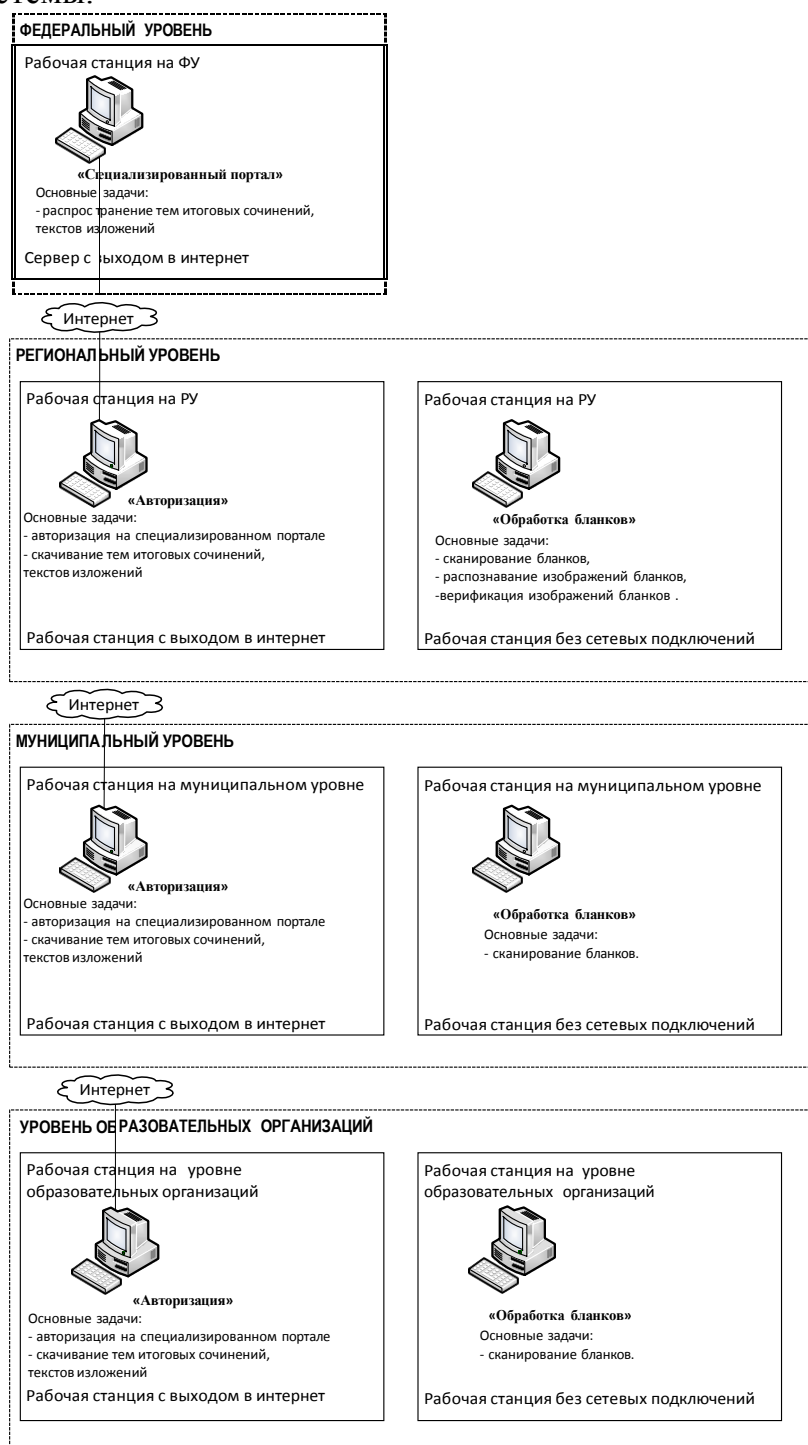 ФЕДЕРАЛЬНЫЙ УРОВЕНЬ
Рабочая станция на ФУ
«Специализированный портал»
Основные задачи:
- распространение тем итоговых сочинений,
текстов изложений
Сервер с выходом в интернет
Интернет
РЕГИОНАЛЬНЫЙ УРОВЕНЬ
Рабочая станция на РУ
«Авторизация»
Основные задачи:
- авторизация на специализированном портале
- скачивание тем итоговых сочинений,
текстов изложений
Рабочая станция с выходом в интернет
Рабочая станция на РУ
«Обработка бланков»
Основные задачи:
- сканирование бланков,
- распознавание изображений бланков,
-верификация изображений бланков .
Рабочая станция без сетевых подключений
Интернет
МУНИЦИПАЛЬНЫЙ УРОВЕНЬ
Рабочая станция на муниципальном уровне
«Авторизация»
Основные задачи:
- авторизация на специализированном портале
- скачивание тем итоговых сочинений,
текстов изложений
Рабочая станция с выходом в интернет
Рабочая станция на муниципальном уровне
«Обработка бланков»
Основные задачи:
- сканирование бланков.
Рабочая станция без сетевых подключений
Интернет
УРОВЕНЬ ОБРАЗОВАТЕЛЬНЫХ ОРГАНИЗАЦИЙ
Рабочая станция на уровне
образовательных организаций
«Авторизация»
Основные задачи:
- авторизация на специализированном портале
- скачивание тем итоговых сочинений,
текстов изложений
Рабочая станция с выходом в интернет
Рабочая станция на уровне
образовательных организаций
«Обработка бланков»
Основные задачи:
- сканирование бланков.
Рабочая станция без сетевых подключений